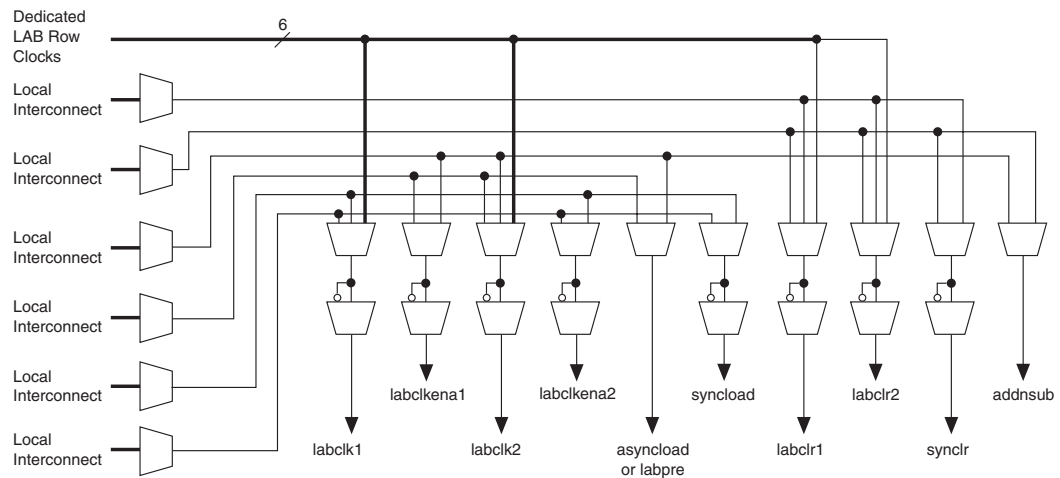 Dedicated
LAB Row
Clocks
6
Local
Interconnect
Local
Interconnect
Local
Interconnect
Local
Interconnect
Local
Interconnect
Local
Interconnect
labclkena1
labclkena2
syncload
labclr2
addnsub
labclk1
labclk2
asyncload
or labpre
labclr1
synclr